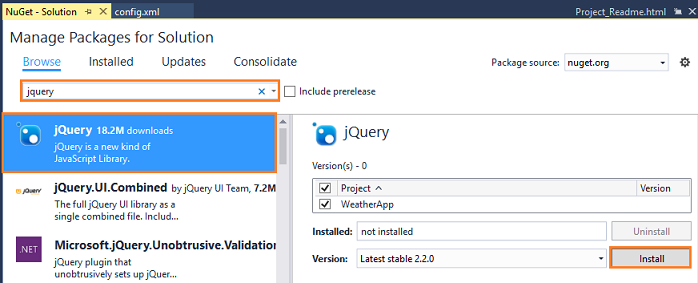 NuGet - Solution
config.xml
Project_Readme.html
Manage Packages for Solution
Browse
Installed
Updates
Consolidate
Package source:
nuget.org
jquery
Include prerelease
jQuery 18.2M downloads
jQuery is a new kind of
JavaScript Library.
jQuery
jQuery.UI.Combined by jQuery UI Team, 7.2M
The full jQuery UI library as a
single combined file. Includ...
.NET
Microsoft.jQuery.Unobtrusive.Validation
jQuery plugin that
unobtrusively sets up jQuer...
jQuery
Version(s) - 0
Project
Version
WeatherApp
Installed:
not installed
Uninstall
Version:
Latest stable 2.2.0
Install